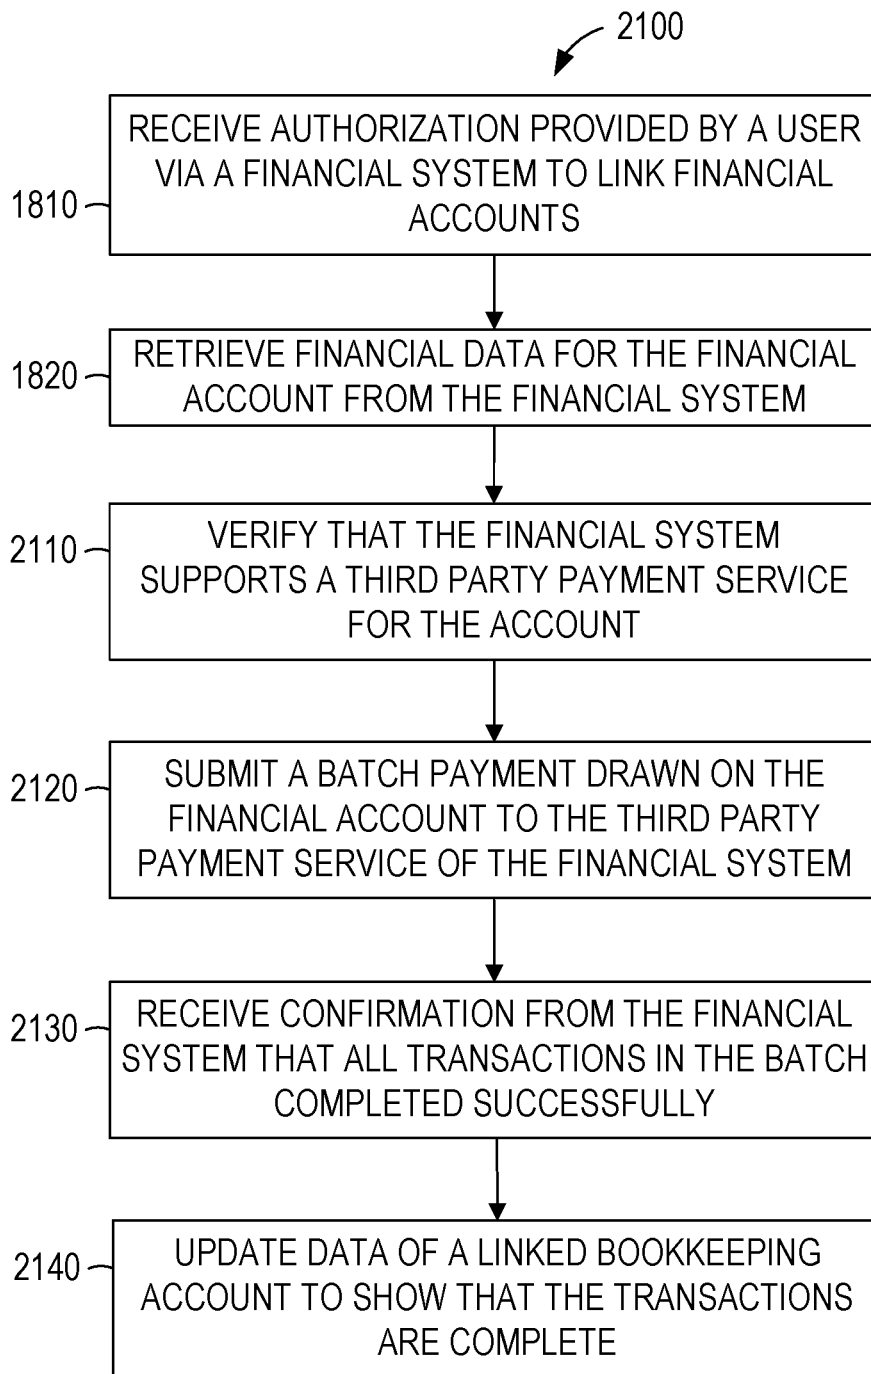 2100
RECEIVE AUTHORIZATION PROVIDED BY A USER
VIA A FINANCIAL SYSTEM TO LINK FINANCIAL
ACCOUNTS
1810
RETRIEVE FINANCIAL DATA FOR THE FINANCIAL
ACCOUNT FROM THE FINANCIAL SYSTEM
1820
VERIFY THAT THE FINANCIAL SYSTEM
SUPPORTS A THIRD PARTY PAYMENT SERVICE
FOR THE ACCOUNT
2110
SUBMIT A BATCH PAYMENT DRAWN ON THE
FINANCIAL ACCOUNT TO THE THIRD PARTY
PAYMENT SERVICE OF THE FINANCIAL SYSTEM
2120
RECEIVE CONFIRMATION FROM THE FINANCIAL
SYSTEM THAT ALL TRANSACTIONS IN THE BATCH
COMPLETED SUCCESSFULLY
2130
UPDATE DATA OF A LINKED BOOKKEEPING
ACCOUNT TO SHOW THAT THE TRANSACTIONS
ARE COMPLETE
2140